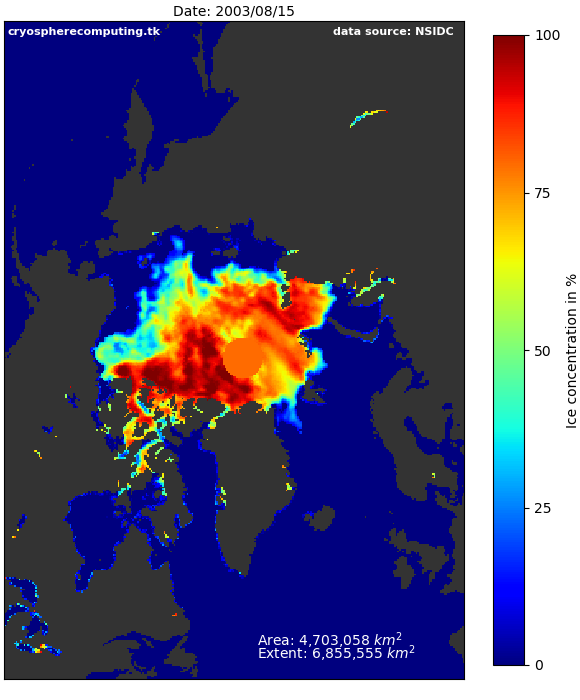 Date: 2003/08/15
cryospherecomputing.tk data source: NSIDC
100
75
50
25
0
Ice concentration in %
Area: 4,703,058 km²
Extent: 6,855,555 km²